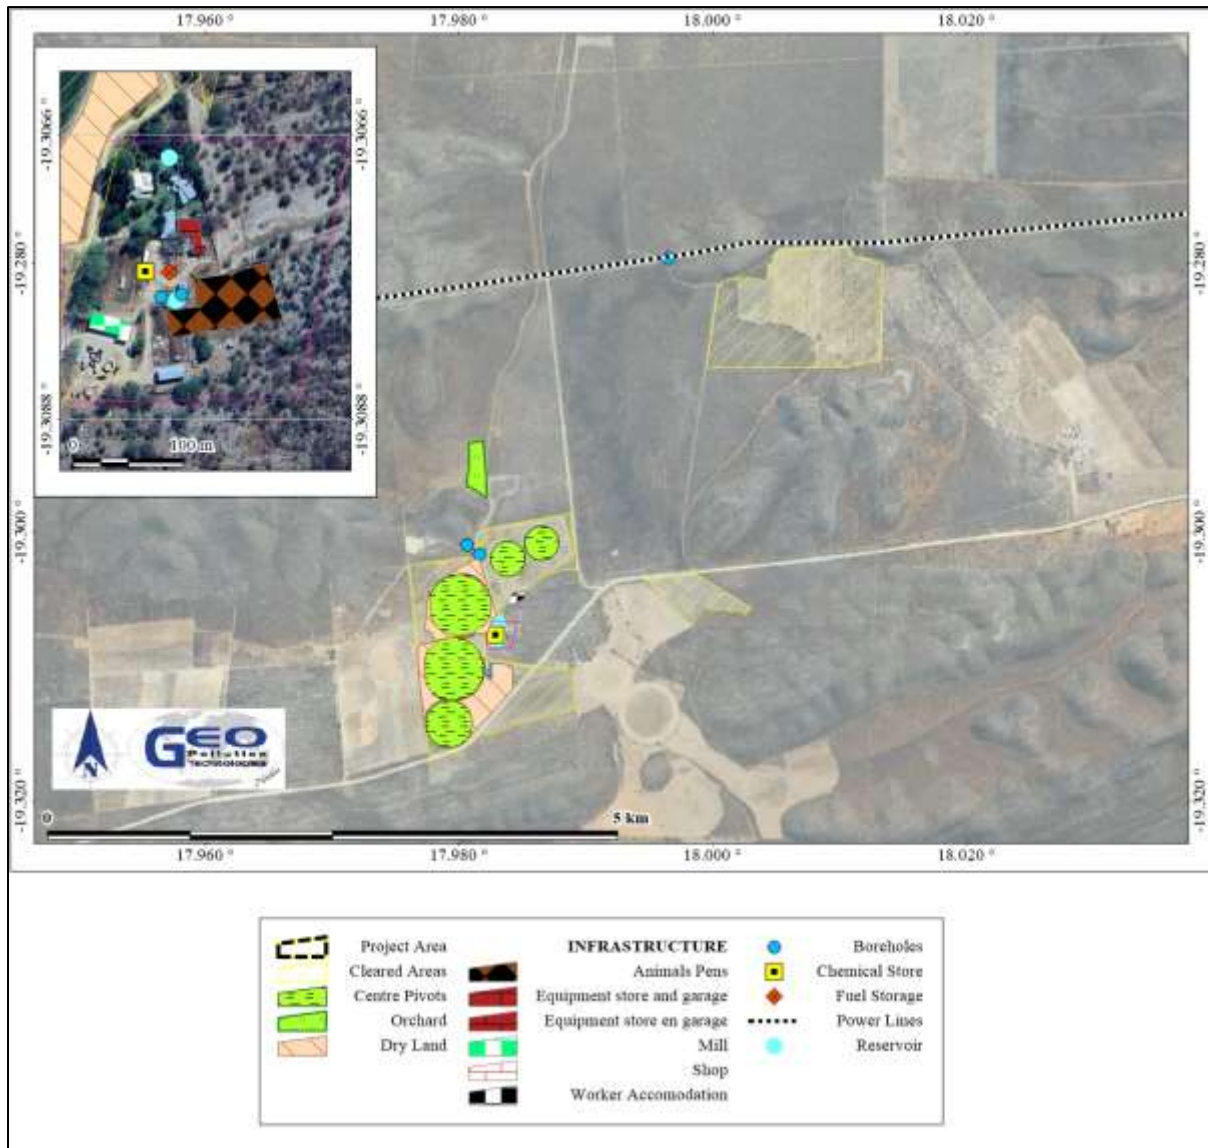 17.960 ° 17.980 ° 18.000 ° 18.020 °
-19.3066 ° -19.3066 °
-19.280 ° -19.280 °
-19.3088 ° -19.3088 °
0 100 m
-19.300 ° -19.300 °
GEO
Pollution
Technologies
N
-19.320 ° -19.320 °
0 5 km
17.960 ° 17.980 ° 18.000 ° 18.020 °
Project Area
Cleared Areas
Centre Pivots
Orchard
Dry Land
INFRASTRUCTURE
Animals Pens
Equipment store and garage
Equipment store en garage
Mill
Shop
Worker Accomodation
Boreholes
Chemical Store
Fuel Storage
Power Lines
Reservoir